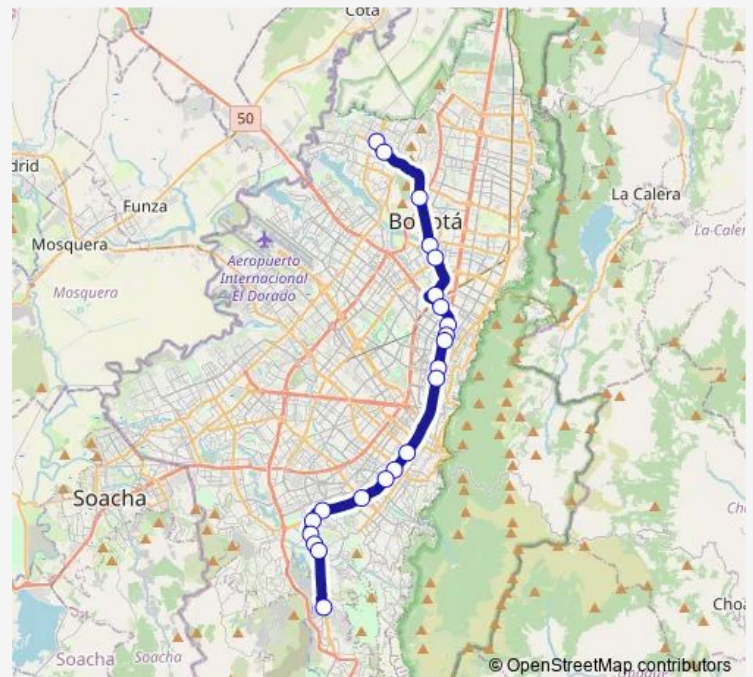 Cota
50
drid
Funza
La Calera
Bogotá
Mosquera
La-Caler
Aeropuerto
Internacional
El Dorado
Mosquera
Soacha
Choa
Soacha
Soacha
© OpenStreetMap contributors